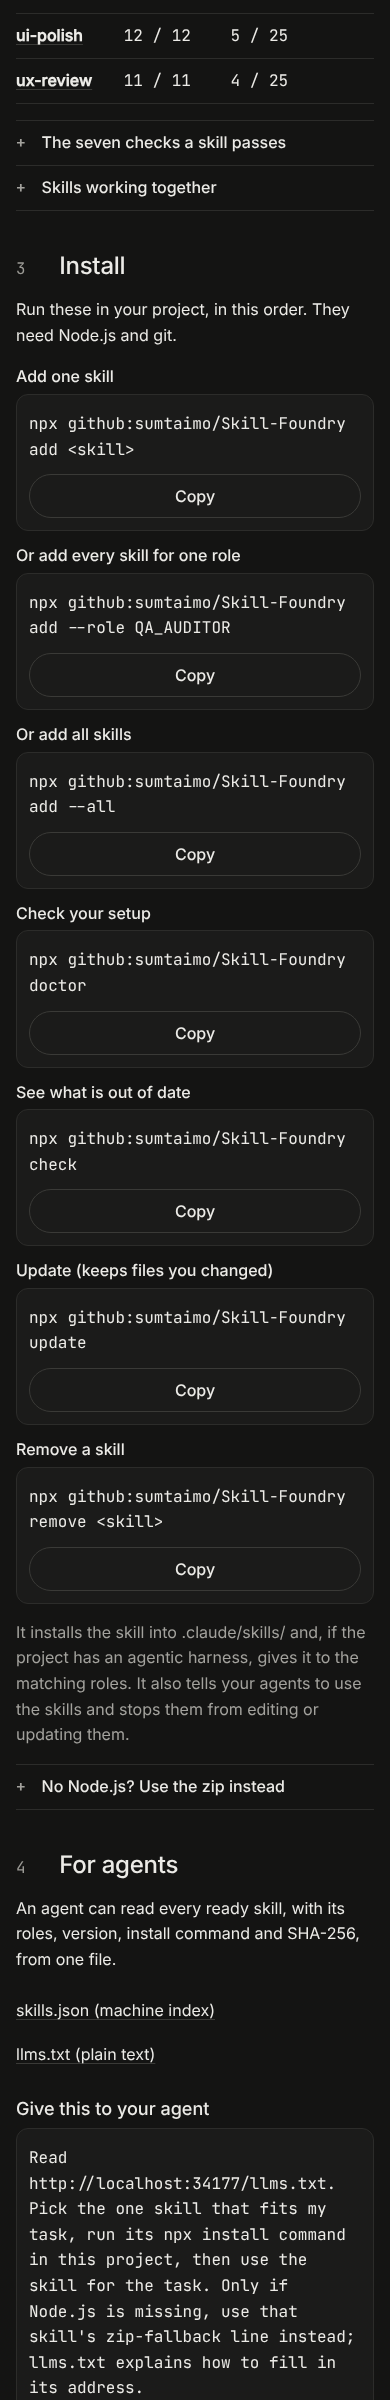 ui-polish 12 / 12 5 / 25
ux-review 11 / 11 4 / 25
+ The seven checks a skill passes
+ Skills working together
3 Install
Run these in your project, in this order. They
need Node.js and git.
Add one skill
npx github:sumtaimo/Skill-Foundry
add <skill>
Copy
Or add every skill for one role
npx github:sumtaimo/Skill-Foundry
add --role QA_AUDITOR
Copy
Or add all skills
npx github:sumtaimo/Skill-Foundry
add --all
Copy
Check your setup
npx github:sumtaimo/Skill-Foundry
doctor
Copy
See what is out of date
npx github:sumtaimo/Skill-Foundry
check
Copy
Update (keeps files you changed)
npx github:sumtaimo/Skill-Foundry
update
Copy
Remove a skill
npx github:sumtaimo/Skill-Foundry
remove <skill>
Copy
It installs the skill into .claude/skills/ and, if the
project has an agentic harness, gives it to the
matching roles. It also tells your agents to use
the skills and stops them from editing or
updating them.
+ No Node.js? Use the zip instead
4 For agents
An agent can read every ready skill, with its
roles, version, install command and SHA-256,
from one file.
skills.json (machine index)
llms.txt (plain text)
Give this to your agent
Read
http://localhost:34177/llms.txt.
Pick the one skill that fits my
task, run its npx install command
in this project, then use the
skill for the task. Only if
Node.js is missing, use that
skill's zip-fallback line instead;
llms.txt explains how to fill in
its address.